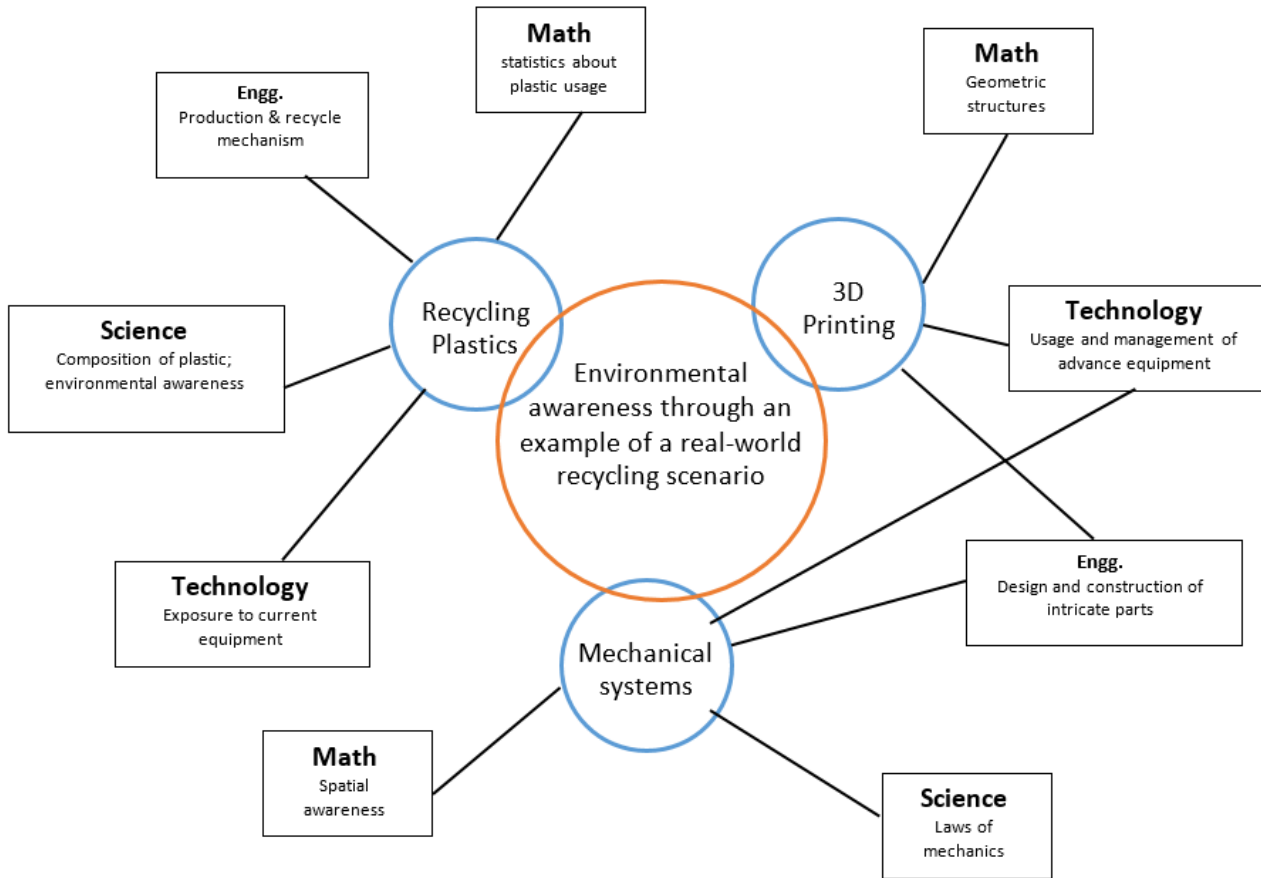 Math
statistics about
plastic usage
Math
Geometric
structures
Engg.
Production & recycle
mechanism
Recycling
Plastics
3D
Printing
Science
Composition of plastic;
environmental awareness
Technology
Usage and management of
advance equipment
Environmental
awareness through an
example of a real-world
recycling scenario
Technology
Exposure to current
equipment
Engg.
Design and construction of
intricate parts
Mechanical
systems
Math
Spatial
awareness
Science
Laws of
mechanics